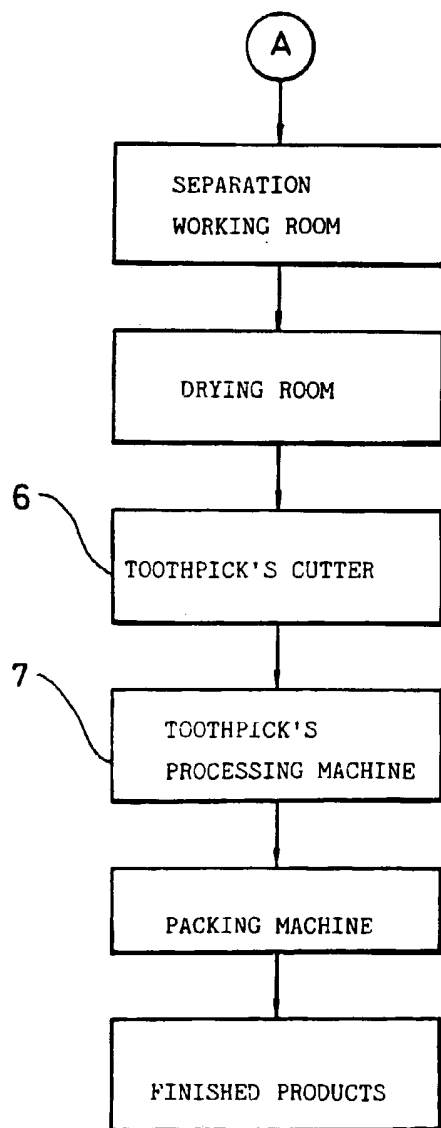 A
SEPARATION
WORKING ROOM
DRYING ROOM
6
TOOTHPICK'S CUTTER
7
TOOTHPICK'S
PROCESSING MACHINE
PACKING MACHINE
FINISHED PRODUCTS